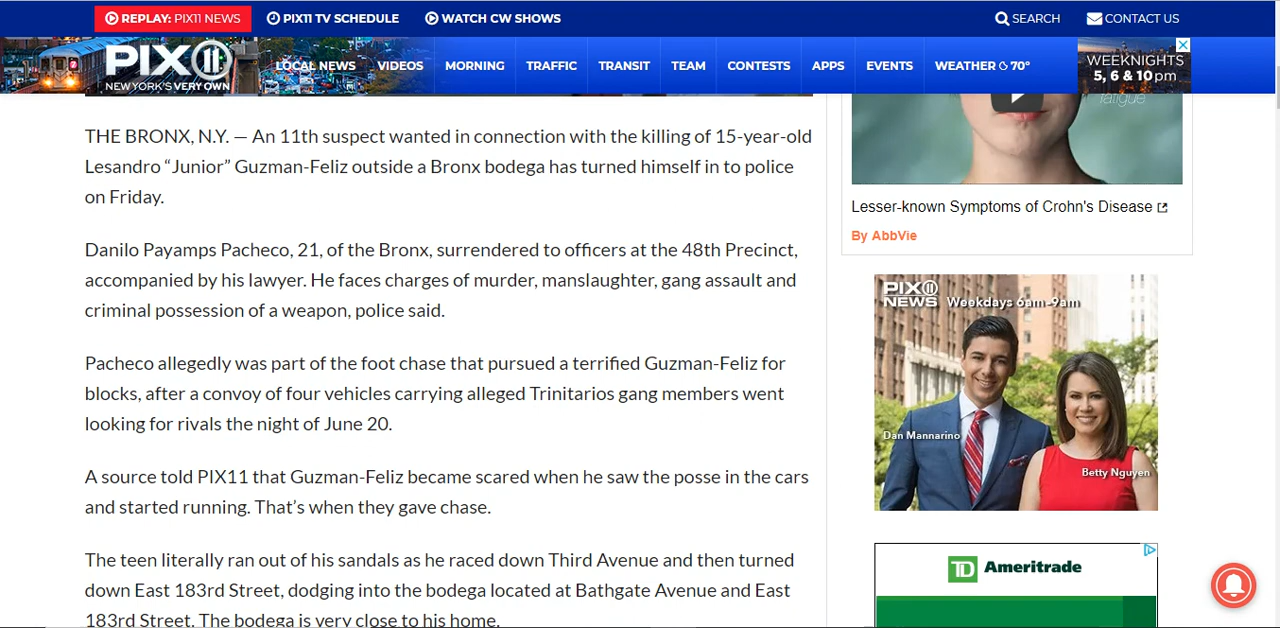 REPLAY: PIX11 NEWS
PIX11 TV SCHEDULE
WATCH CW SHOWS
SEARCH
CONTACT US
PIX11
NEW YORK'S VERY OWN
LOCAL NEWS
VIDEOS
MORNING
TRAFFIC
TRANSIT
TEAM
CONTESTS
APPS
EVENTS
WEATHER 70°
WEEKNIGHTS
5, 6 & 10pm
THE BRONX, N.Y. — An 11th suspect wanted in connection with the killing of 15-year-old
Lesandro “Junior” Guzman-Feliz outside a Bronx bodega has turned himself in to police
on Friday.
Danilo Payamps Pacheco, 21, of the Bronx, surrendered to officers at the 48th Precinct,
accompanied by his lawyer. He faces charges of murder, manslaughter, gang assault and
criminal possession of a weapon, police said.
Pacheco allegedly was part of the foot chase that pursued a terrified Guzman-Feliz for
blocks, after a convoy of four vehicles carrying alleged Trinitarios gang members went
looking for rivals the night of June 20.
A source told PIX11 that Guzman-Feliz became scared when he saw the posse in the cars
and started running. That’s when they gave chase.
The teen literally ran out of his sandals as he raced down Third Avenue and then turned
down East 183rd Street, dodging into the bodega located at Bathgate Avenue and East
183rd Street. The bodega is very close to his home.
fatigue
Lesser-known Symptoms of Crohn's Disease
By AbbVie
PIX11
NEWS Weekdays 6am-9am
Dan Mannarino
Betty Nguyen
TD Ameritrade